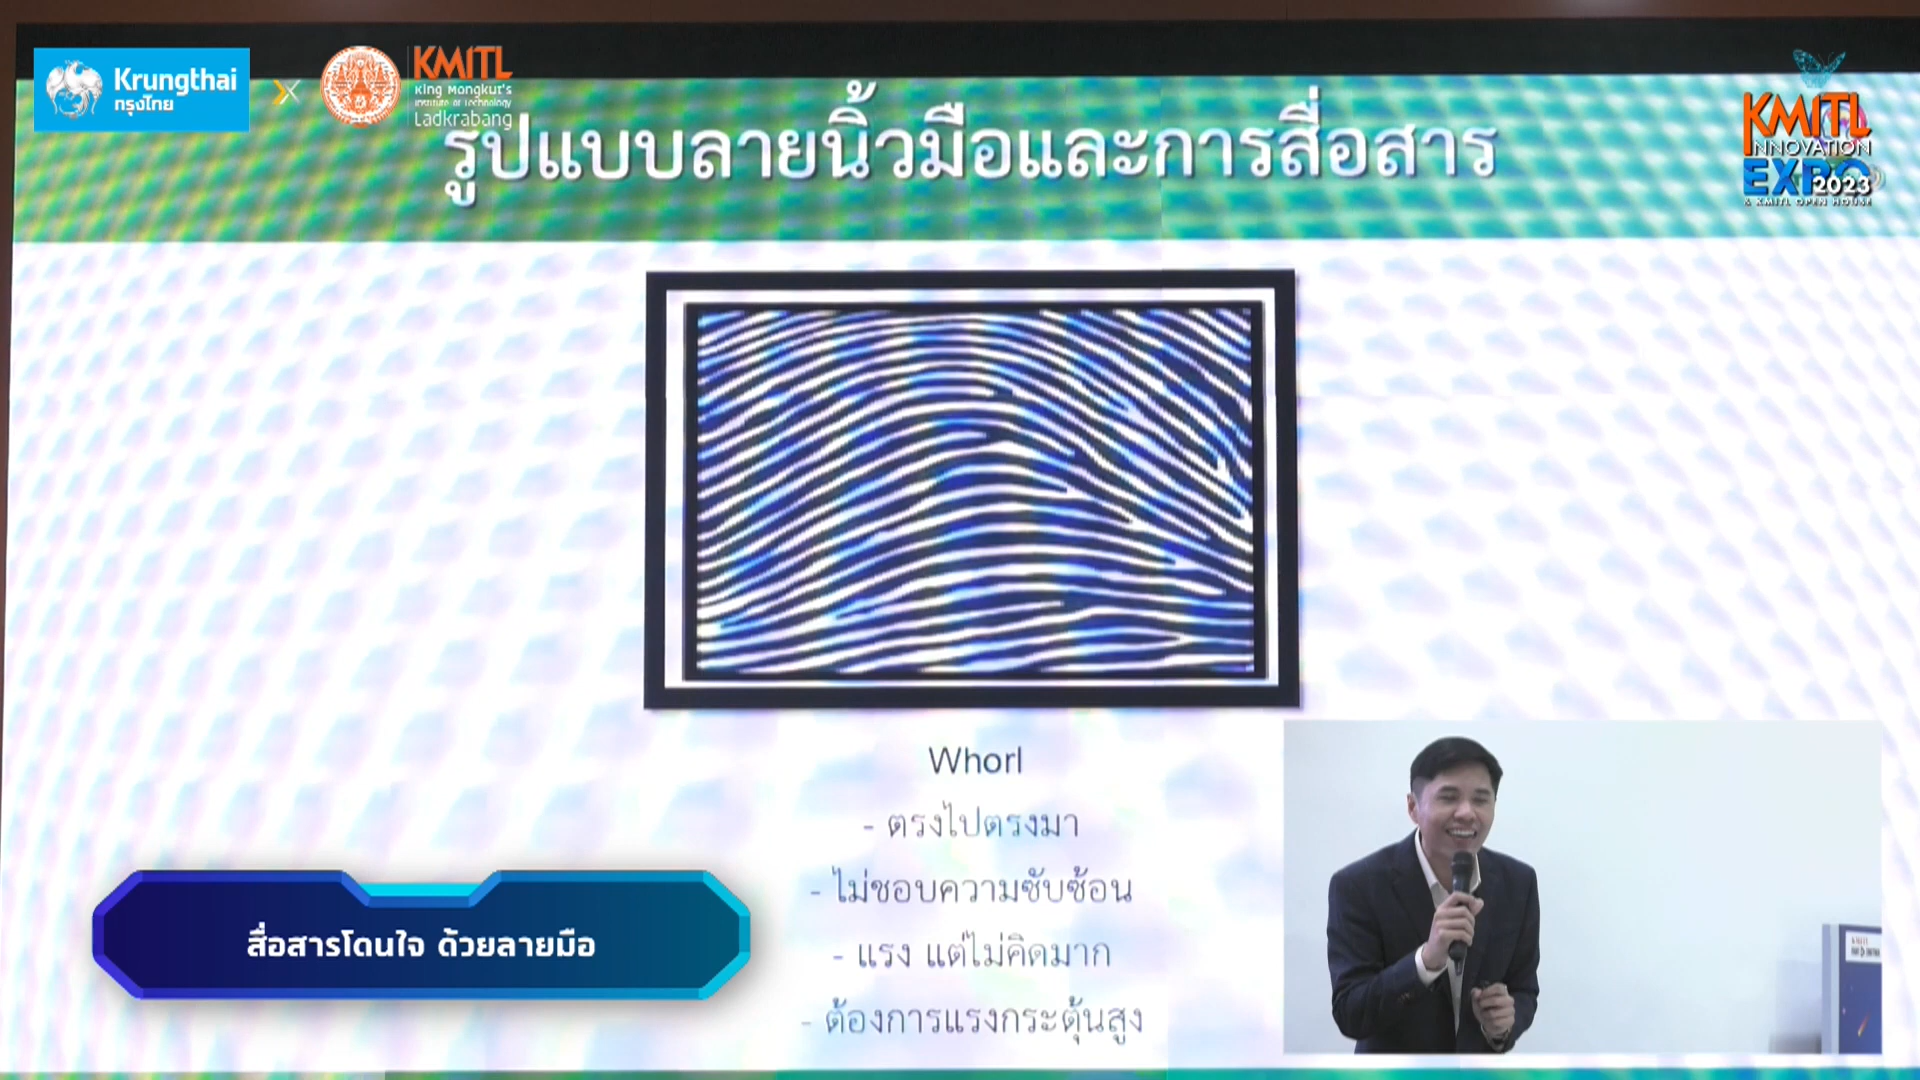 Krungthai
กรุงไทย
KMITL
King Mongkut's
Institute of Technology
Ladkrabang
KMITL
INNOVATION
EXPO 2023
& KMITL OPEN HOUSE
รูปแบบลายนิ้วมือและการสื่อสาร
Whorl
- ตรงไปตรงมา
- ไม่ชอบความซับซ้อน
- แรง แต่ไม่คิดมาก
- ต้องการแรงกระตุ้นสูง
สื่อสารโดนใจ ด้วยลายมือ